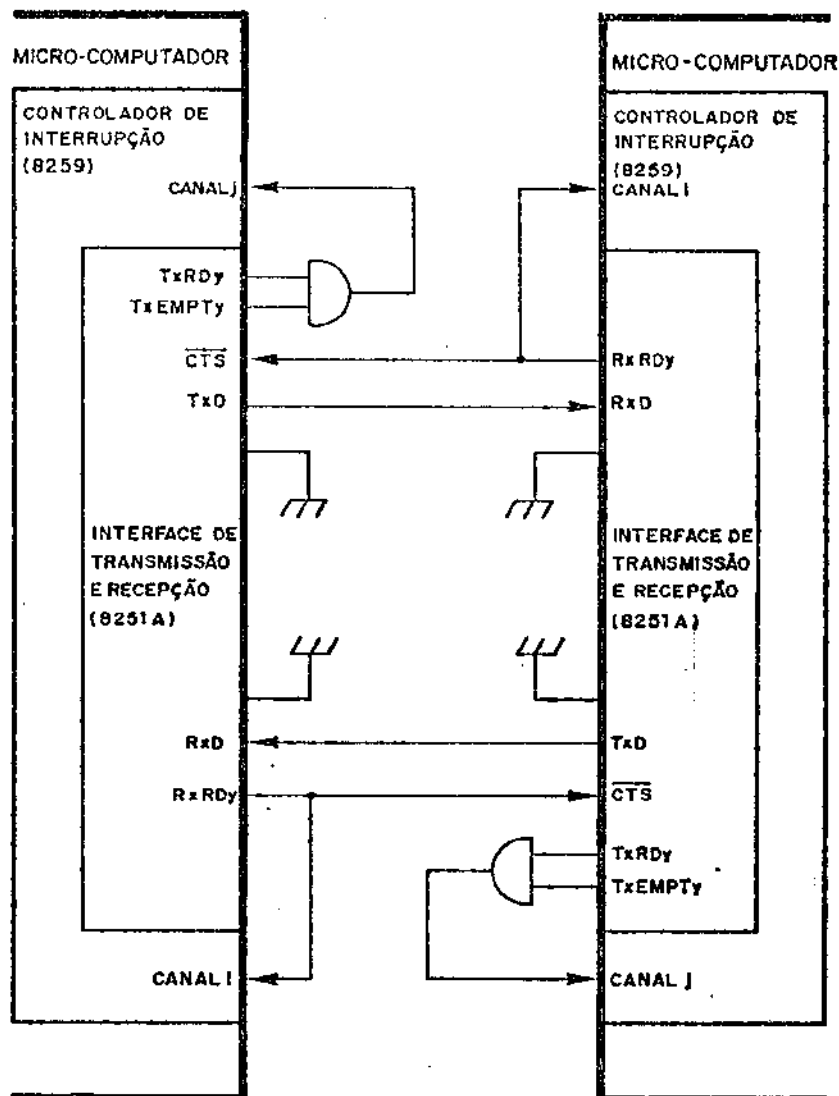 MICRO-COMPUTADOR
CONTROLADOR DE
INTERRUPÇÃO
(8259)
CANAL j
TxRDy
TxEMPTy
CTS
TxD
INTERFACE DE
TRANSMISSÃO
E RECEPÇÃO
(8251A)
RxD
RxRDy
CANAL i
MICRO-COMPUTADOR
CONTROLADOR DE
INTERRUPÇÃO
(8259)
CANAL i
RxRDy
RxD
INTERFACE DE
TRANSMISSÃO
E RECEPÇÃO
(8251A)
TxD
CTS
TxRDy
TxEMPTy
CANAL j